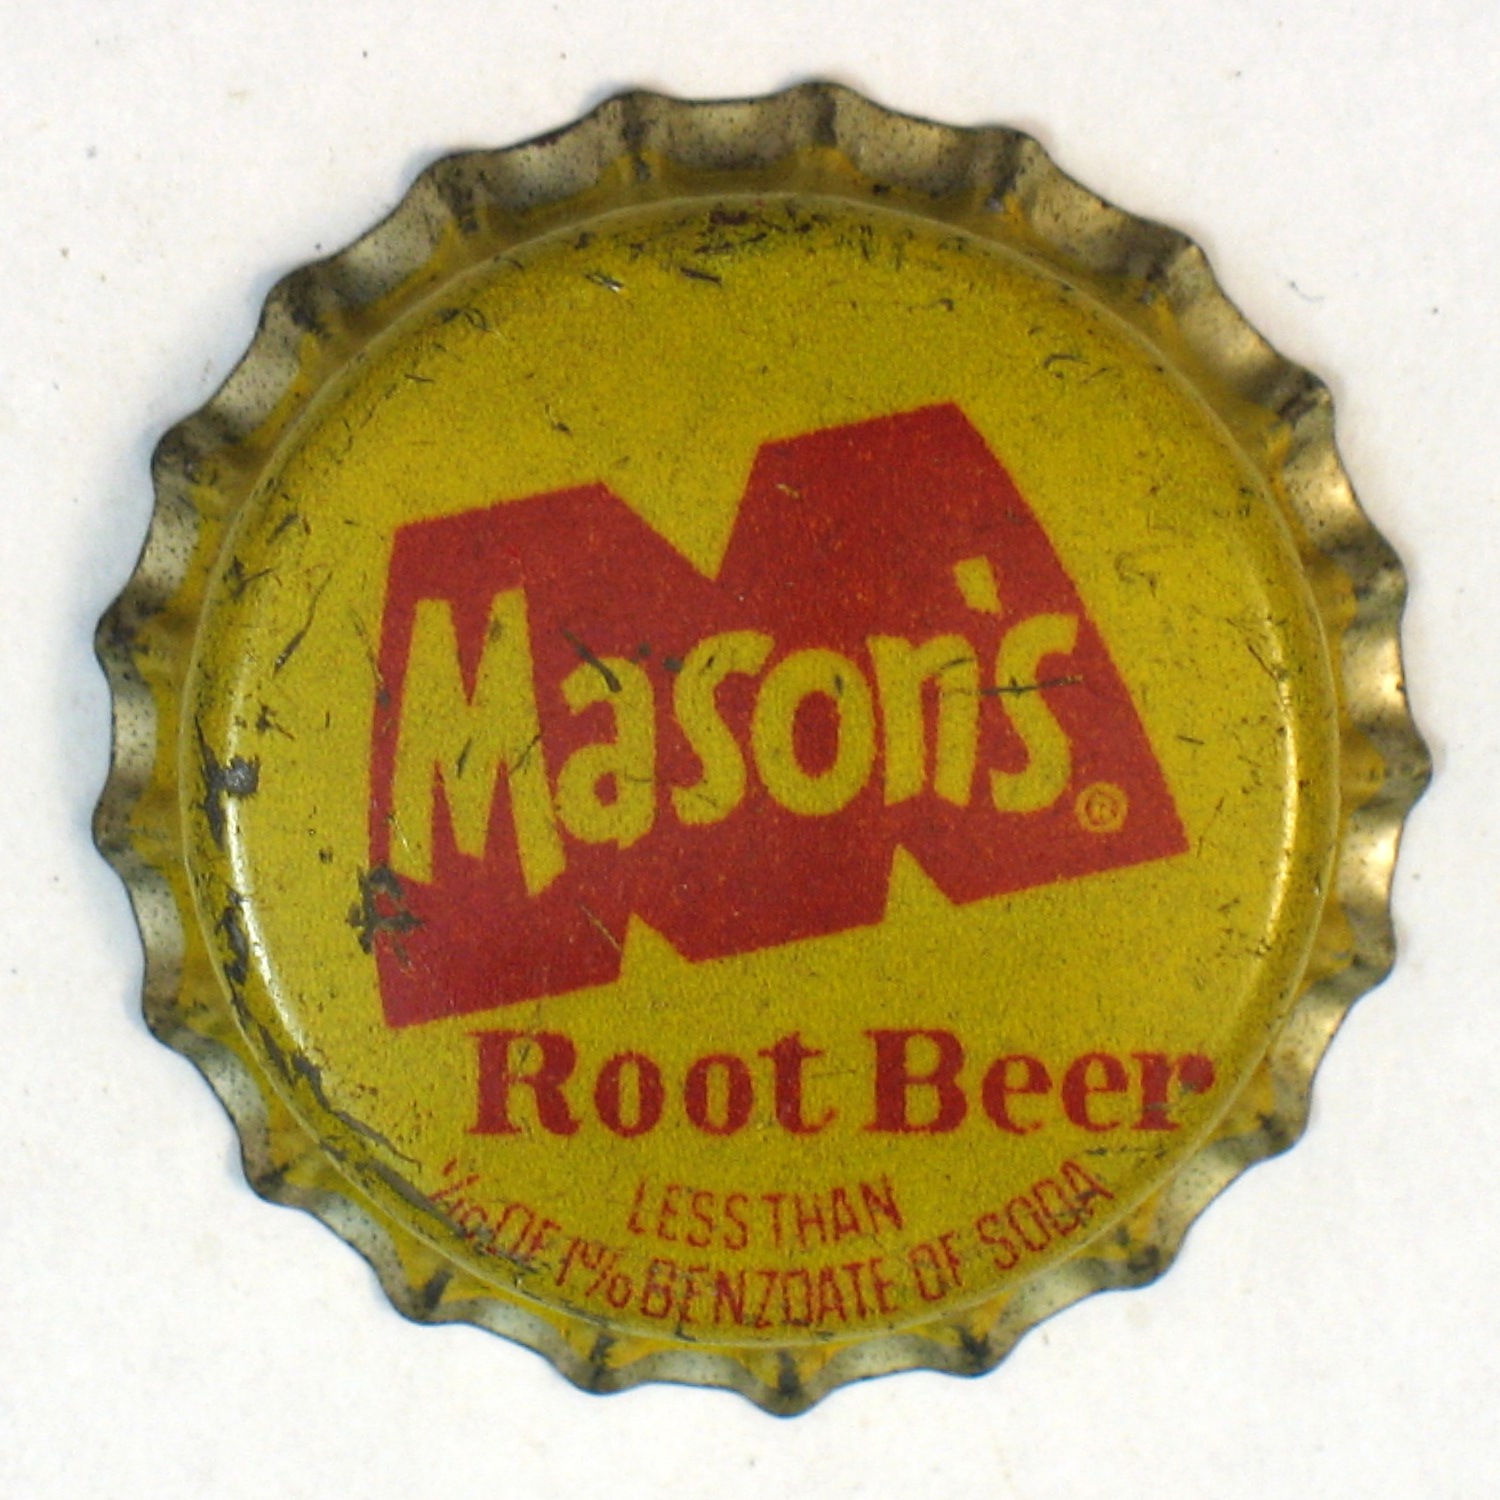 Mason's®
Root Beer
LESS THAN
1/10 OF 1% BENZOATE OF SODA